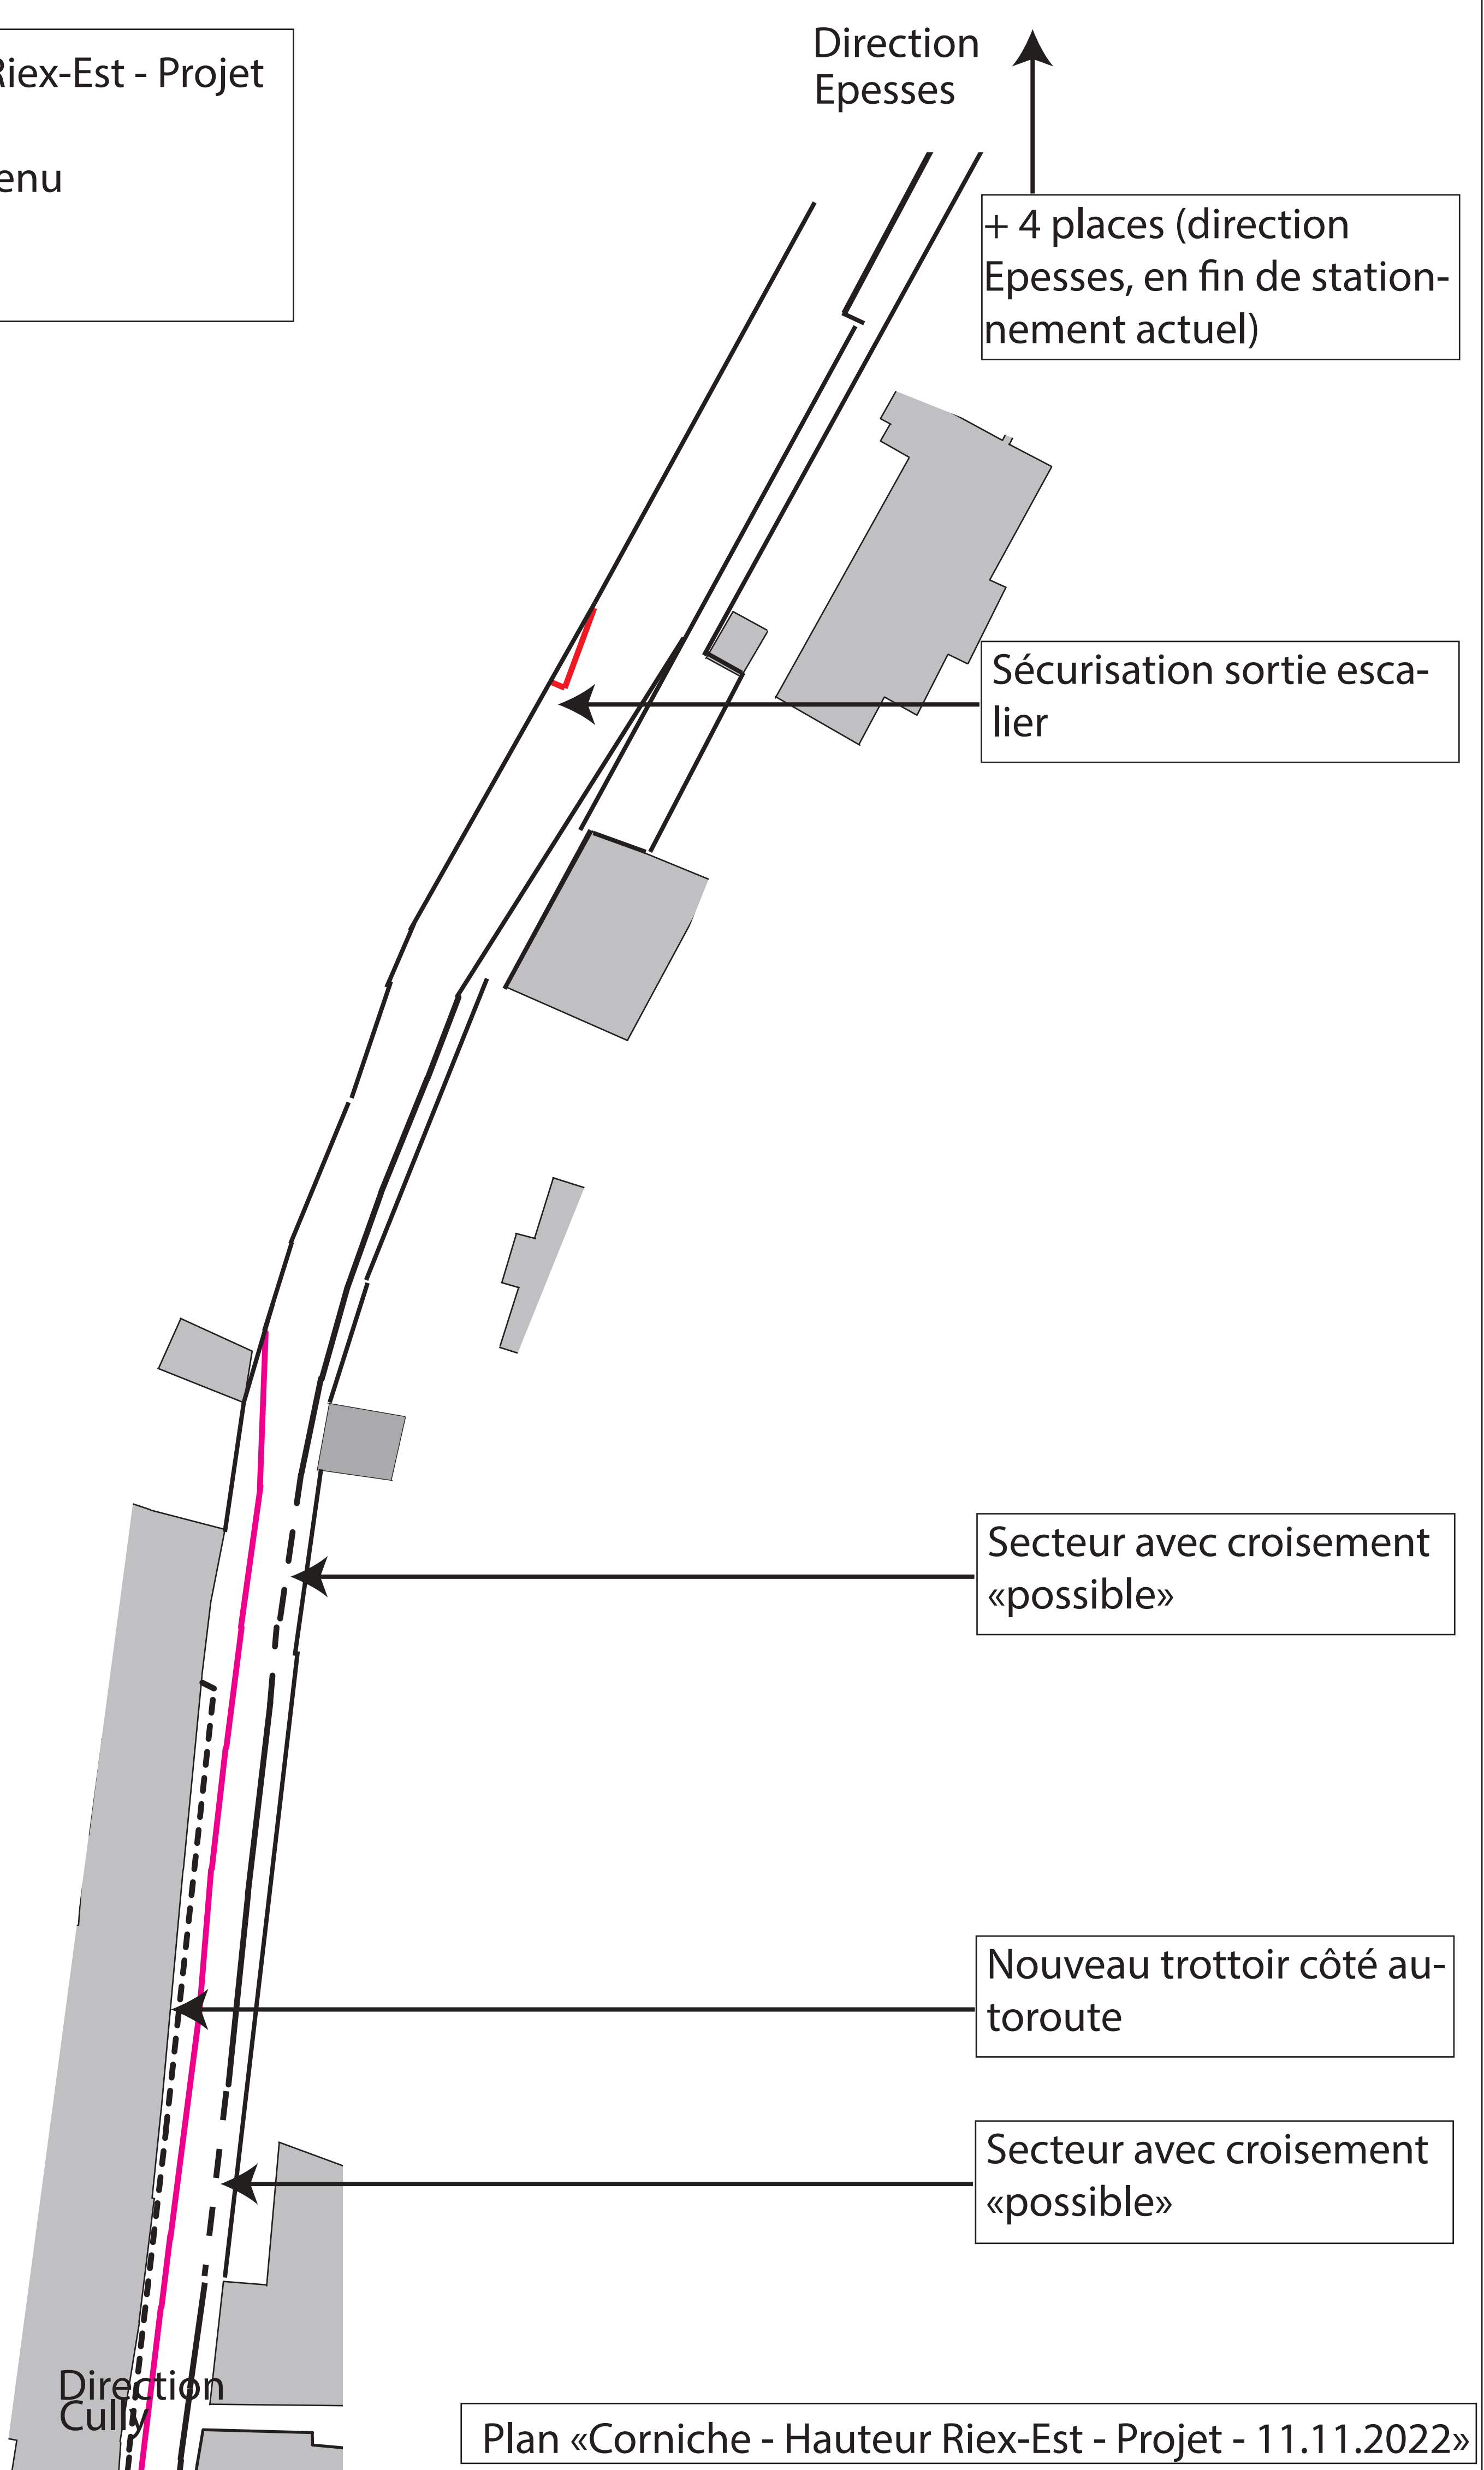 Riex-Est - Projet
enu
Direction
Epesses
+ 4 places (direction
Epesses, en fin de station-
nement actuel)
Sécurisation sortie esca-
lier
Secteur avec croisement
«possible»
Nouveau trottoir côté au-
toroute
Secteur avec croisement
«possible»
Direction
Cully
Plan «Corniche - Hauteur Riex-Est - Projet - 11.11.2022»